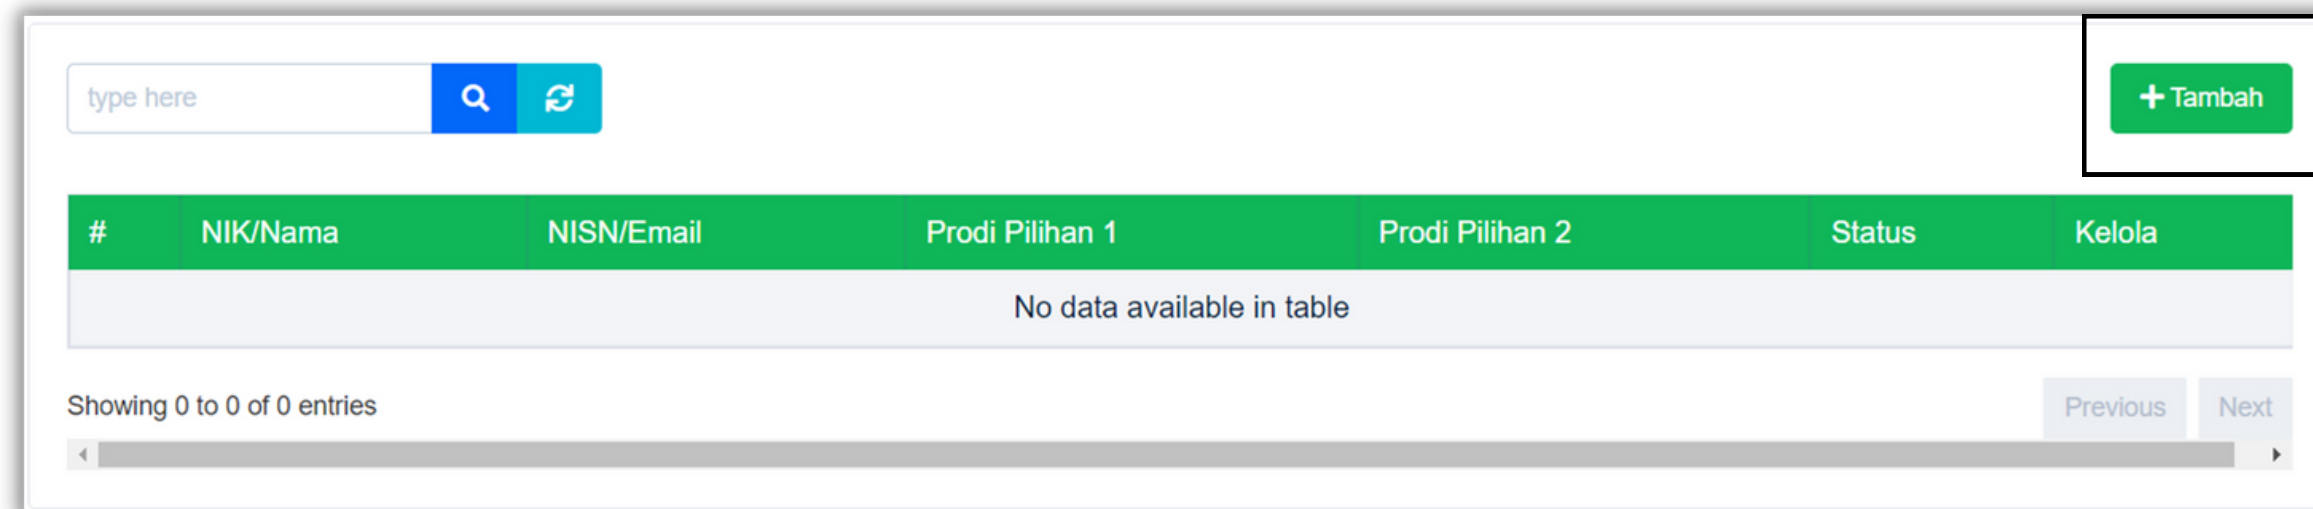 type here
+ Tambah
# NIK/Nama NISN/Email Prodi Pilihan 1 Prodi Pilihan 2 Status Kelola
No data available in table
Showing 0 to 0 of 0 entries
Previous Next